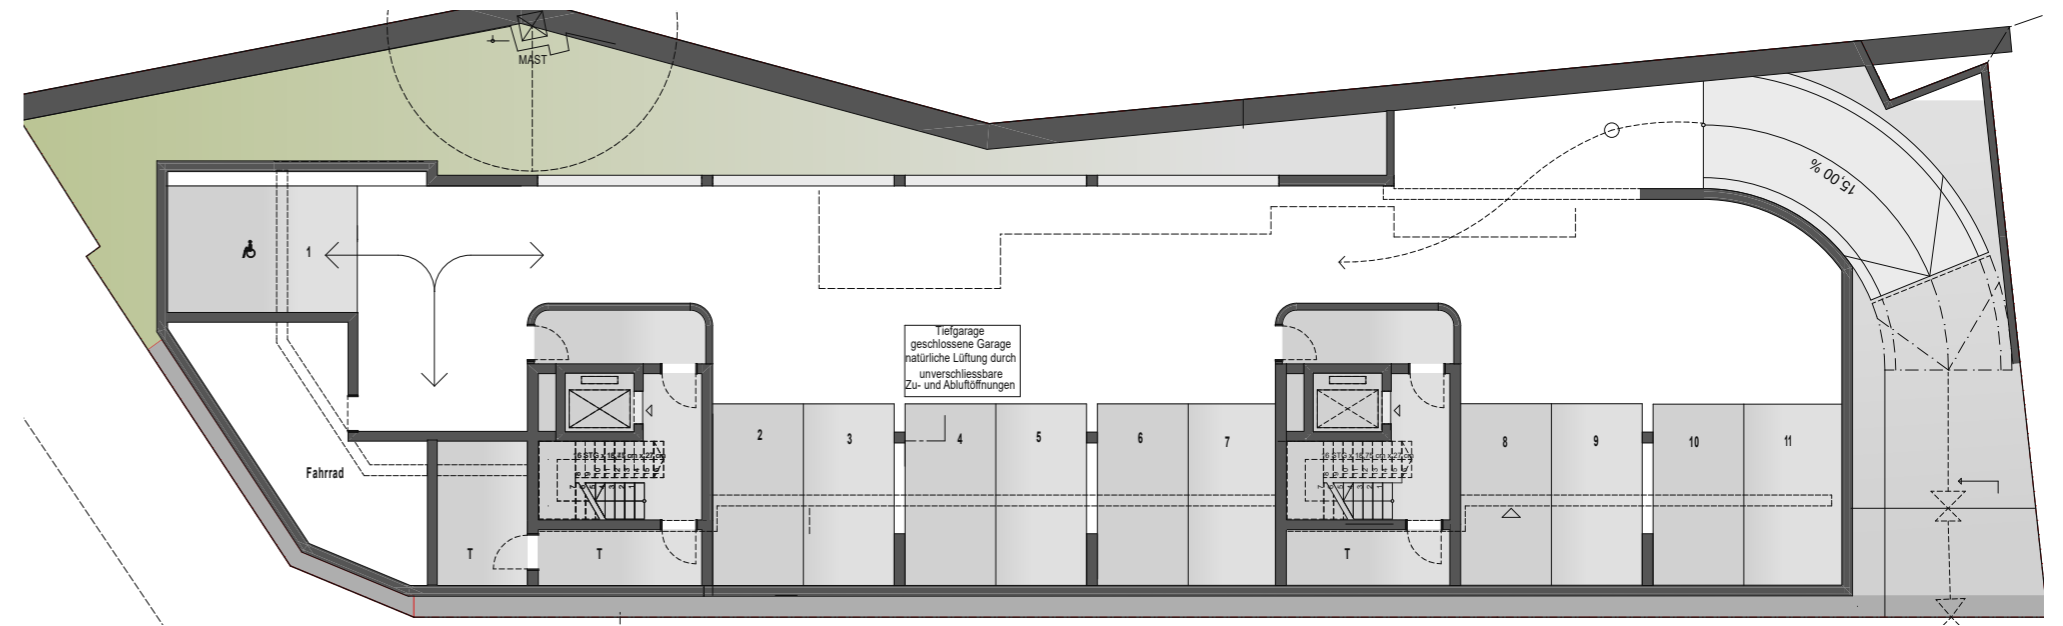 MAST
15,00 %
1
Tiefgarage
geschlossene Garage
natürliche Lüftung durch
unverschliessbare
Zu- und Abluftöffnungen
2
3
4
5
6
7
8
9
10
11
Fahrrad
T
T
T